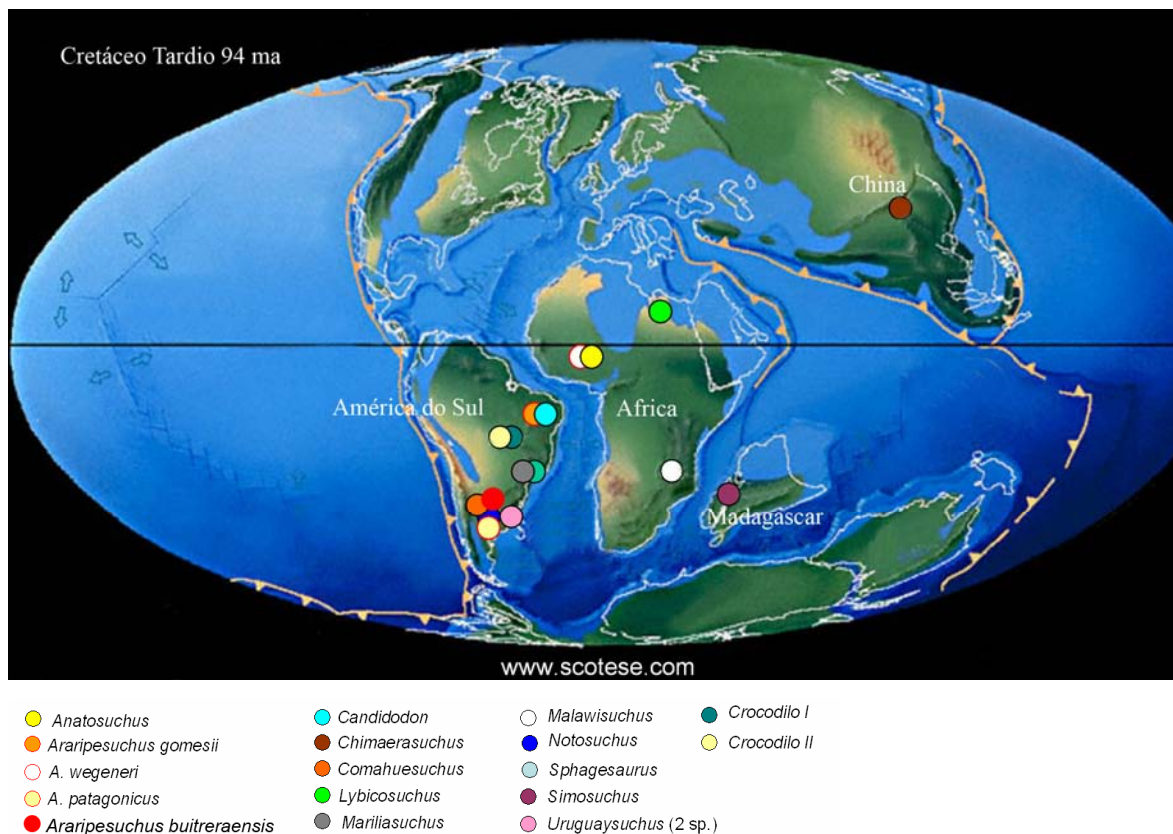 Cretáceo Tardio 94 ma
China
América do Sul
Africa
Madagáscar
www.scotese.com
Anatosuchus
Araripesuchus gomesii
A. wegeneri
A. patagonicus
Araripesuchus buitreraensis
Candidodon
Chimaerasuchus
Comahuesuchus
Lybicosuchus
Mariliasuchus
Malawisuchus
Notosuchus
Sphagesaurus
Simosuchus
Uruguaysuchus (2 sp.)
Crocodilo I
Crocodilo II